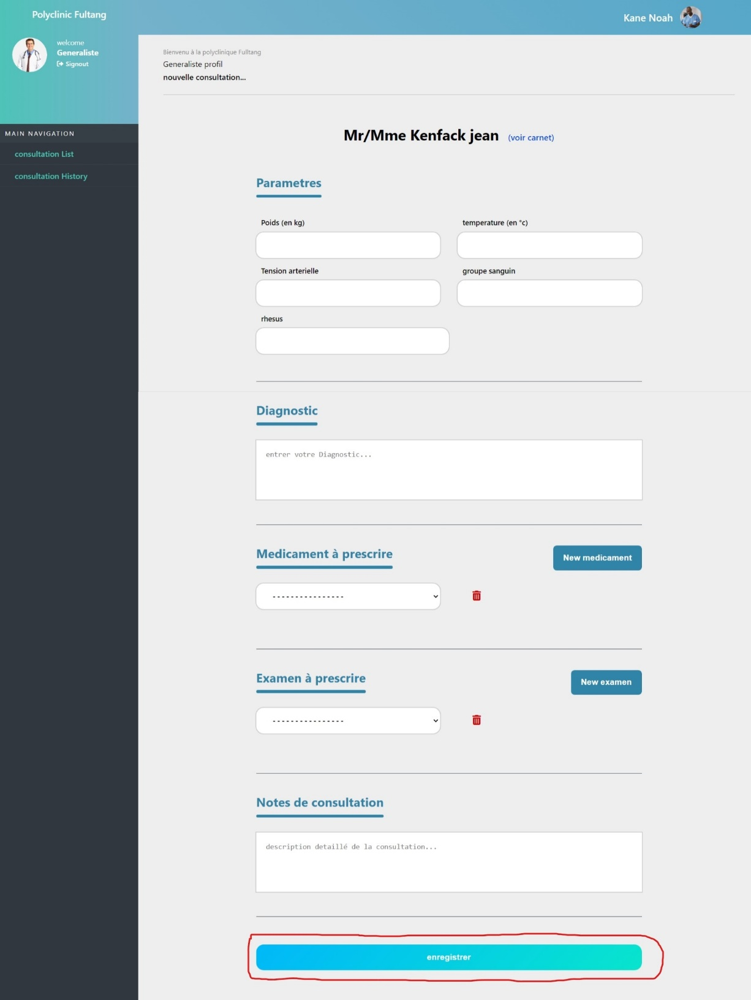 Polyclinic Fultang
Kane Noah
welcome
Generaliste
Signout
Bienvenu à la polyclinique Fulltang
Generaliste profil
nouvelle consultation...
MAIN NAVIGATION
consultation List
consultation History
Mr/Mme Kenfack jean (voir carnet)
Parametres
Poids (en kg) temperature (en °c)
Tension arterielle groupe sanguin
rhesus
Diagnostic
entrer votre Diagnostic...
Medicament à prescrire New medicament
----------------
Examen à prescrire New examen
----------------
Notes de consultation
description detaillé de la consultation...
enregistrer